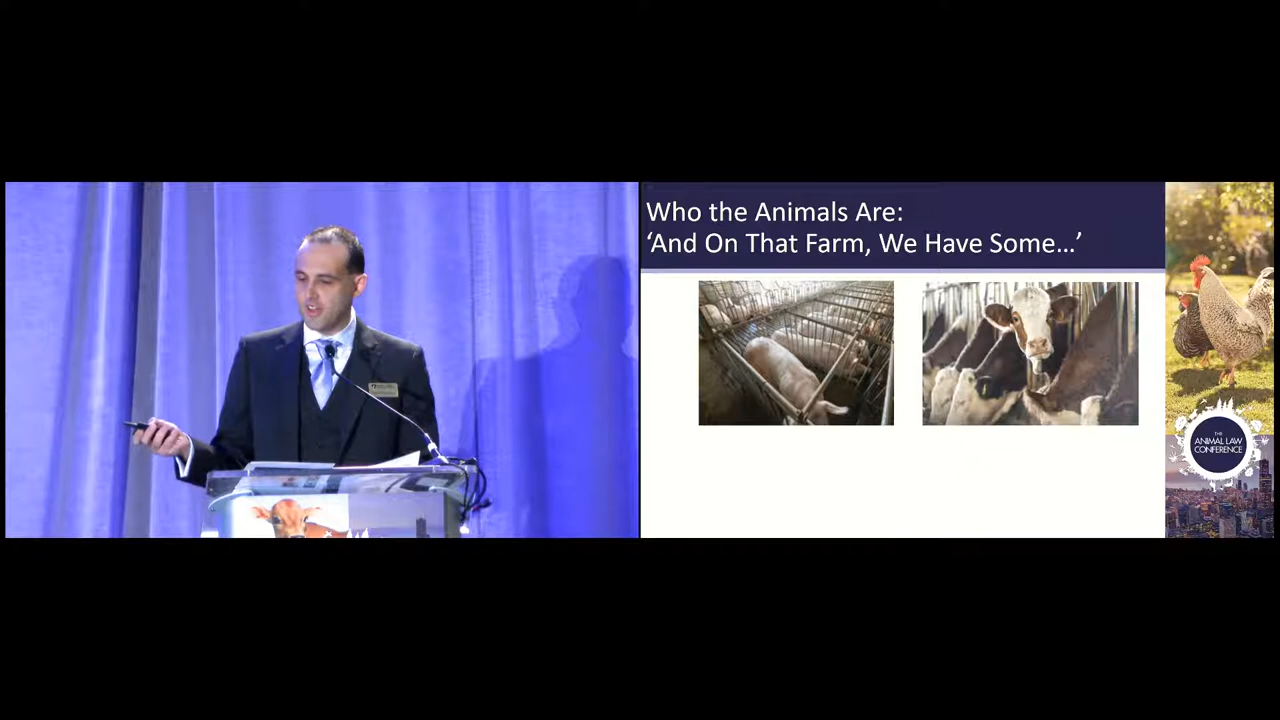 Who the Animals Are:
‘And On That Farm, We Have Some...’
THE
ANIMAL LAW
CONFERENCE